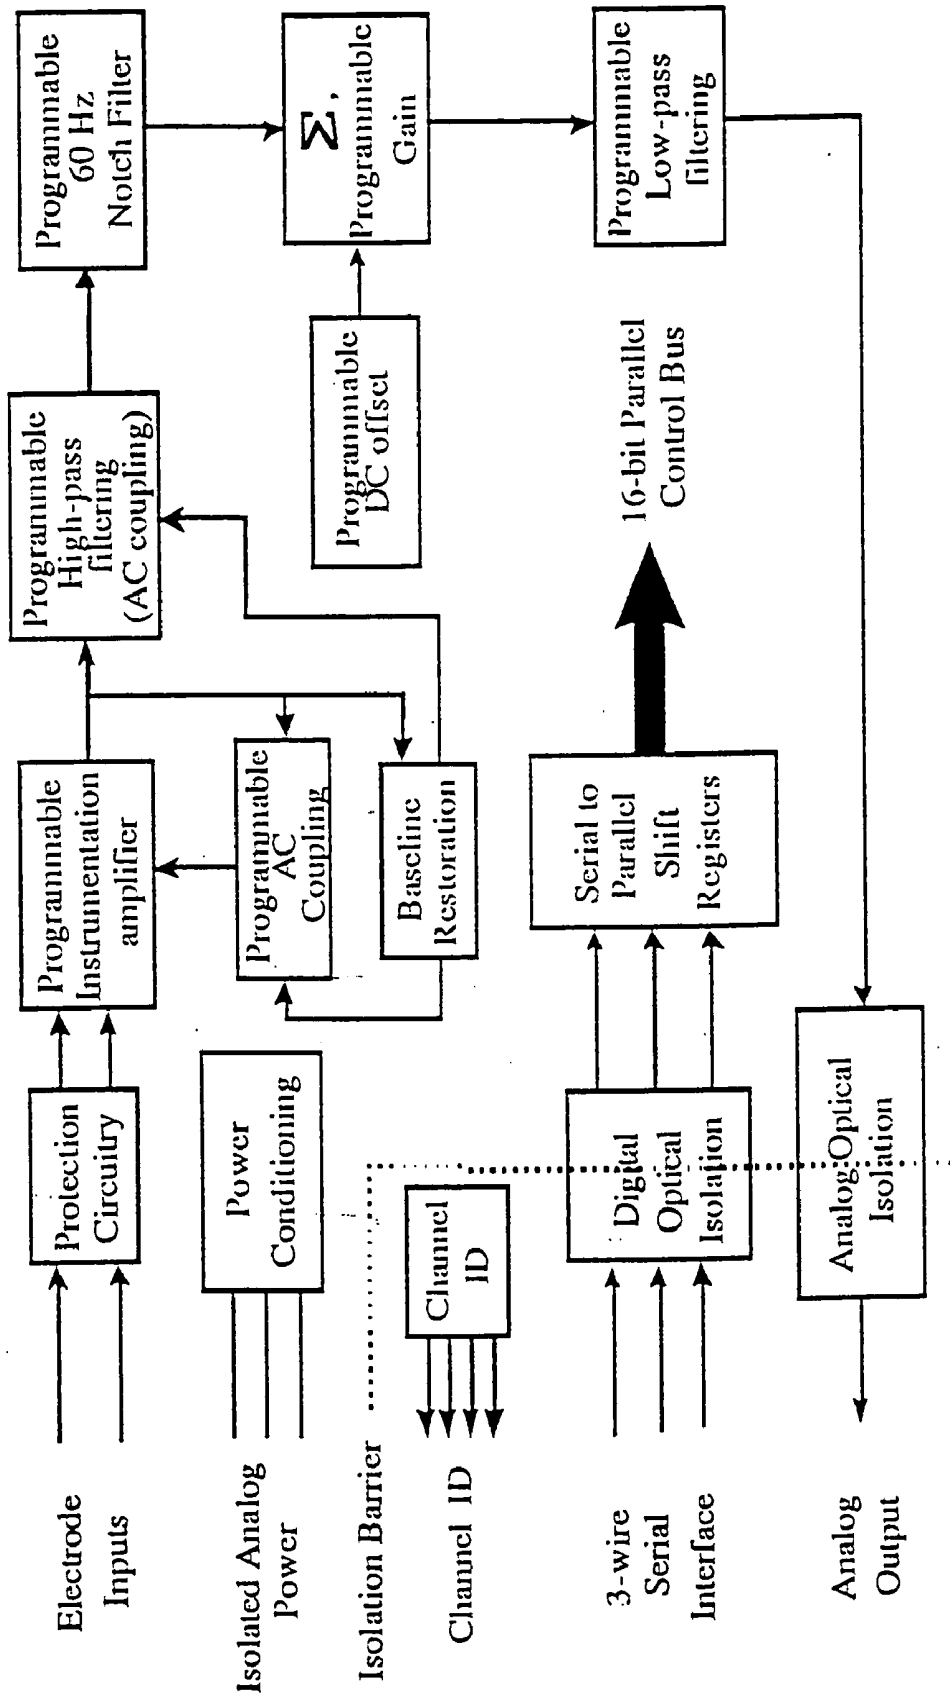 Electrode
Inputs
Protection
Circuitry
Programmable
Instrumentation
amplifier
Programmable
High-pass
filtering
(AC coupling)
Programmable
60 Hz
Notch Filter
Isolated Analog
Power
Power
Conditioning
Programmable
AC
Coupling
Baseline
Restoration
Programmable
DC offset
Σ,
Programmable
Gain
Isolation Barrier
Channel ID
Channel
ID
3-wire
Serial
Interface
Digital
Optical
Isolation
Serial to
Parallel
Shift
Registers
16-bit Parallel
Control Bus
Programmable
Low-pass
filtering
Analog
Output
Analog Optical
Isolation